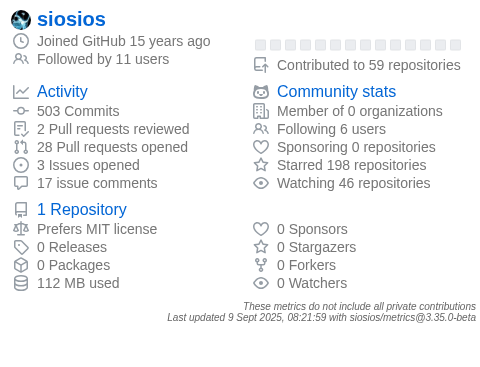 siosios
Joined GitHub 15 years ago
Followed by 11 users
Contributed to 59 repositories
Activity
503 Commits
2 Pull requests reviewed
28 Pull requests opened
3 Issues opened
17 issue comments
Community stats
Member of 0 organizations
Following 6 users
Sponsoring 0 repositories
Starred 198 repositories
Watching 46 repositories
1 Repository
Prefers MIT license
0 Releases
0 Packages
112 MB used
0 Sponsors
0 Stargazers
0 Forkers
0 Watchers
These metrics do not include all private contributions
Last updated 9 Sept 2025, 08:21:59 with siosios/metrics@3.35.0-beta